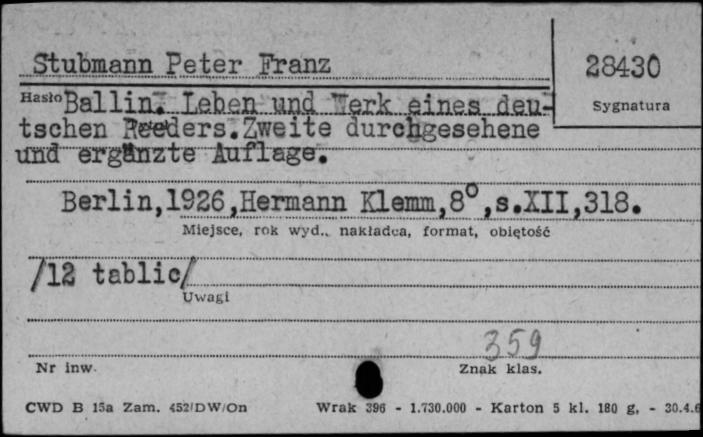 Stubmann Peter Franz
28430
Hasło Ballin. Leben und Werk eines deu-
Sygnatura
tschen Reeders. Zweite durchgesehene
und ergänzte Auflage.
Berlin,1926,Hermann Klemm,8°,s.XII,318.
Miejsce, rok wyd., nakładca, format, objętość
/12 tablic/
Uwagi
359
Nr inw. Znak klas.
CWD B 15a Zam. 452/DW/On Wrak 396 - 1.730.000 - Karton 5 kl. 180 g, - 30.4.6